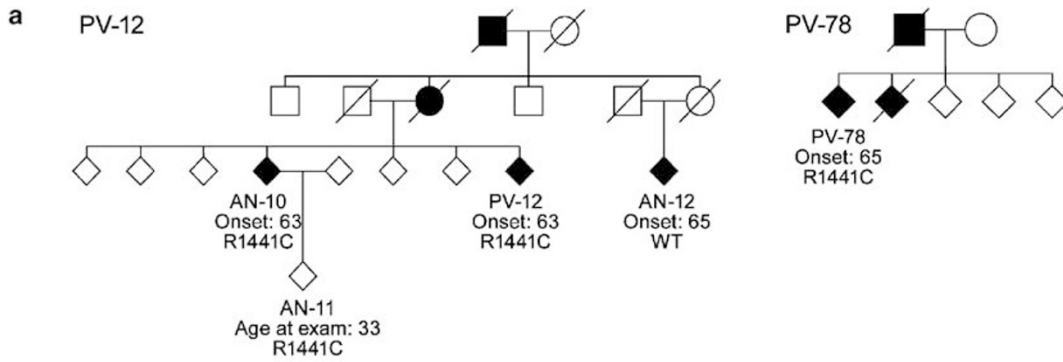 a
PV-12
PV-78
PV-78
Onset: 65
R1441C
AN-10
Onset: 63
R1441C
PV-12
Onset: 63
R1441C
AN-12
Onset: 65
WT
AN-11
Age at exam: 33
R1441C